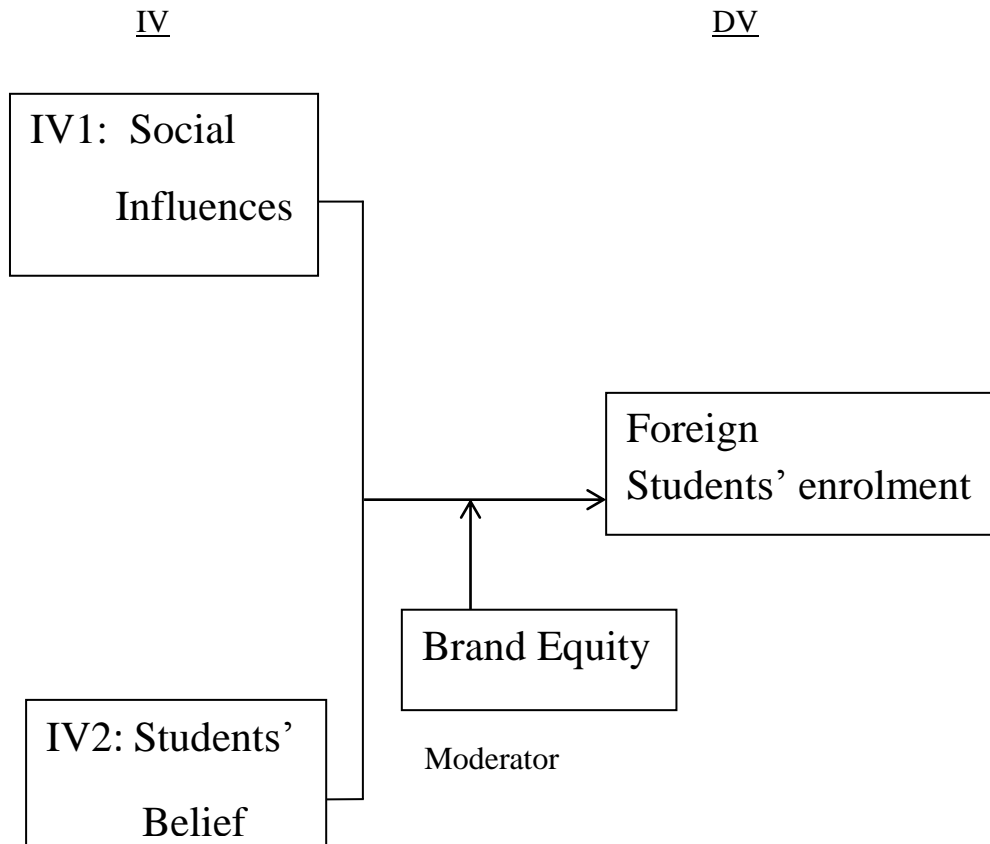 IV
DV
IV1: Social
Influences
Foreign
Students’ enrolment
Brand Equity
Moderator
IV2: Students’
Belief